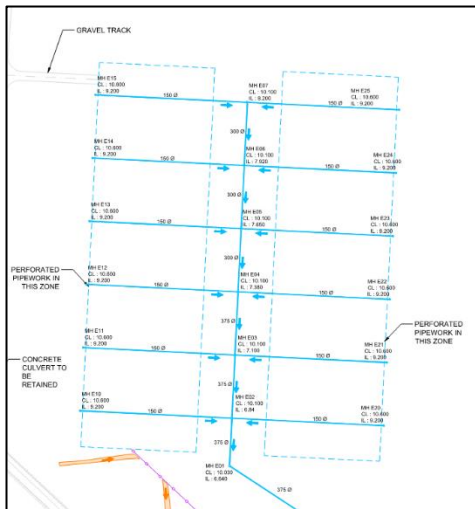 GRAVEL TRACK
MH E15
CL : 10.600
IL : 9.200
150 Ø
MH E07
CL : 10.100
IL : 8.200
150 Ø
MH E25
CL : 10.600
IL : 9.200
300 Ø
MH E14
CL : 10.600
IL : 9.200
150 Ø
MH E06
CL : 10.100
IL : 7.920
150 Ø
MH E24
CL : 10.600
IL : 9.200
300 Ø
MH E13
CL : 10.600
IL : 9.200
150 Ø
MH E05
CL : 10.100
IL : 7.650
150 Ø
MH E23
CL : 10.600
IL : 9.200
300 Ø
MH E12
CL : 10.600
IL : 9.200
150 Ø
MH E04
CL : 10.100
IL : 7.380
150 Ø
MH E22
CL : 10.600
IL : 9.200
PERFORATED
PIPEWORK IN
THIS ZONE
375 Ø
MH E11
CL : 10.600
IL : 9.200
150 Ø
MH E03
CL : 10.100
IL : 7.100
150 Ø
MH E21
CL : 10.600
IL : 9.200
PERFORATED
PIPEWORK IN
THIS ZONE
CONCRETE
CULVERT TO
BE
RETAINED
375 Ø
MH E10
CL : 10.600
IL : 9.200
150 Ø
MH E02
CL : 10.100
IL : 6.84
150 Ø
MH E20
CL : 10.600
IL : 9.200
375 Ø
MH E01
CL : 10.030
IL : 6.640
375 Ø